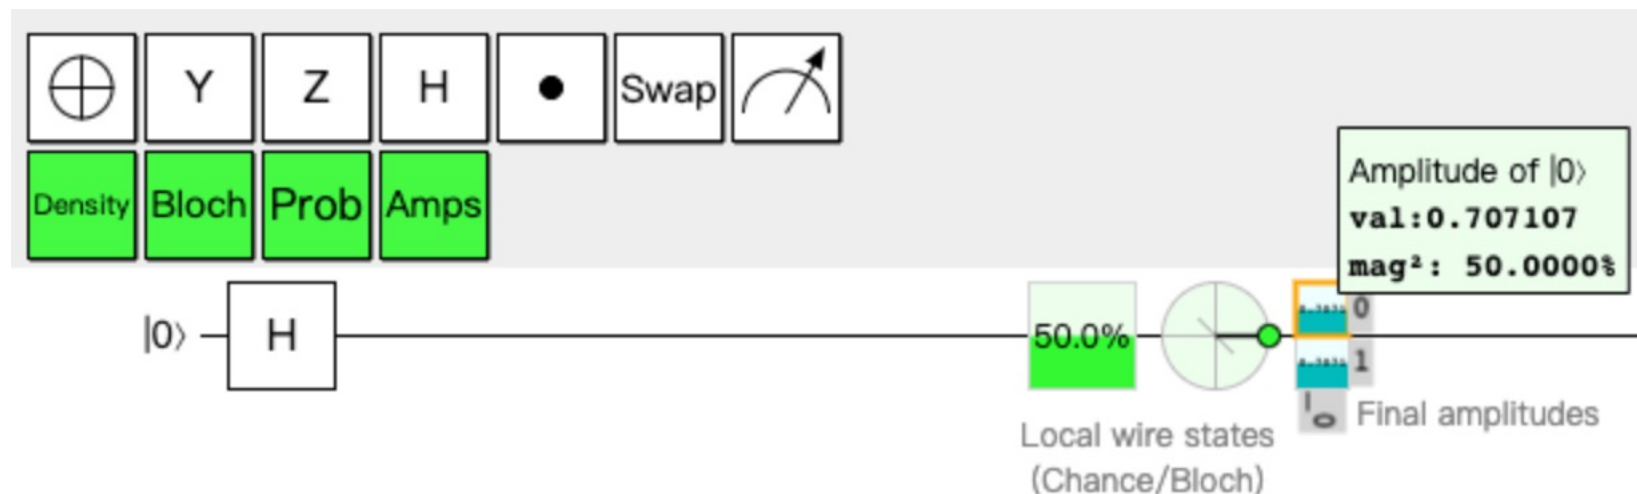 Y Z H Swap
Density Bloch Prob Amps
Amplitude of |0⟩
val:0.707107
mag²: 50.0000%
|0⟩ H 50.0% 0
1
Local wire states
(Chance/Bloch)
Final amplitudes